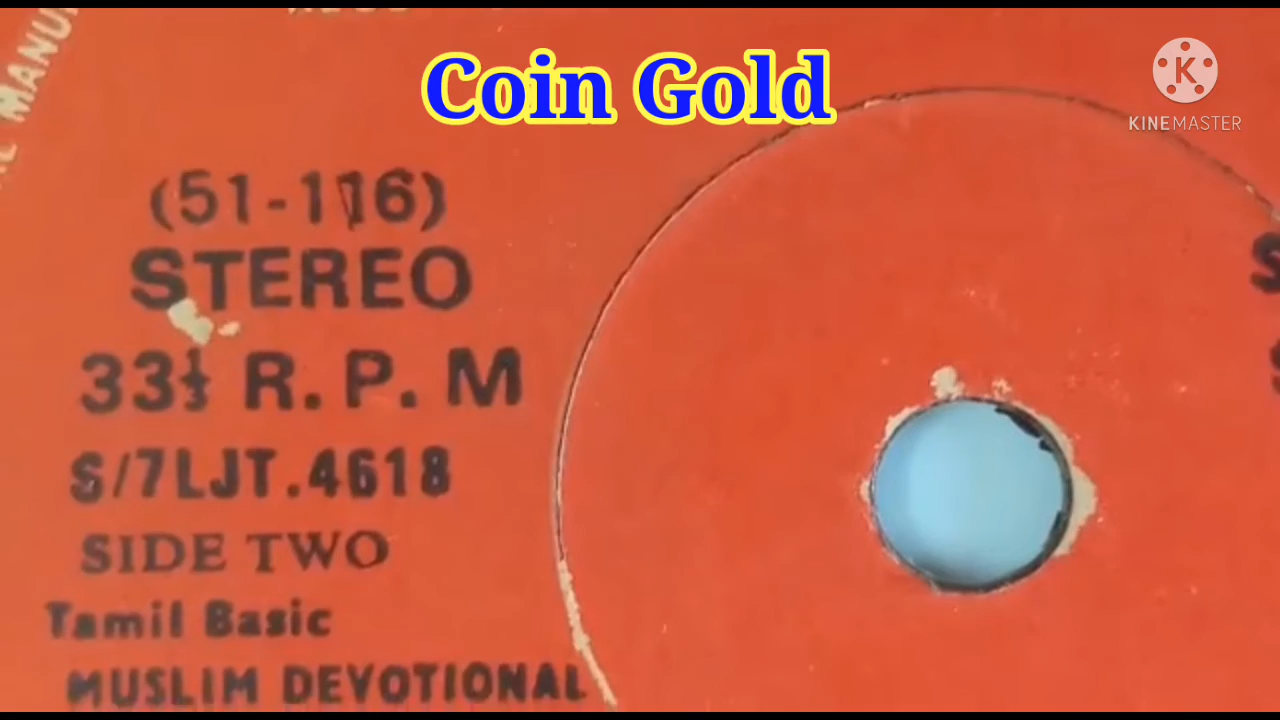 Coin Gold
KINEMASTER
(51-116)
STEREO
33⅓ R.P.M
S/7LJT.4618
SIDE TWO
Tamil Basic
MUSLIM DEVOTIONAL